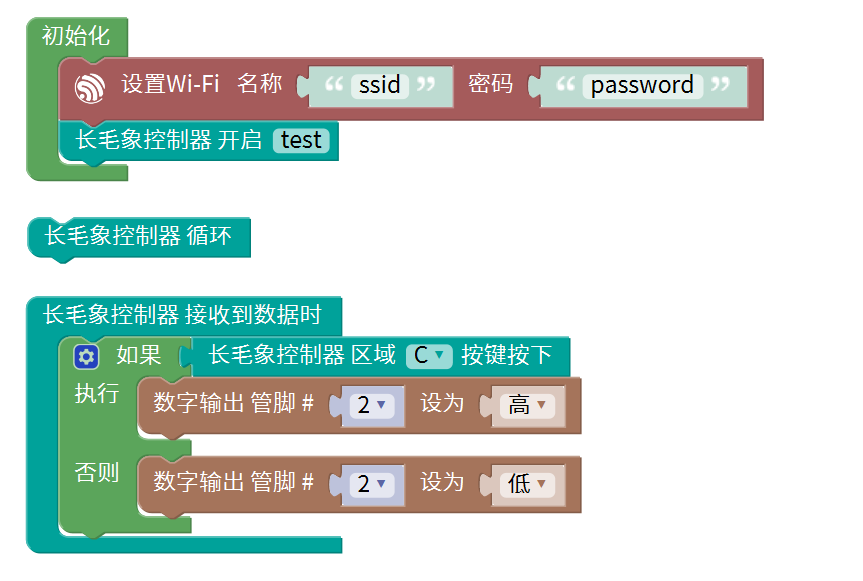 初始化
设置Wi-Fi 名称 “ ssid ” 密码 “ password ”
长毛象控制器 开启 test
长毛象控制器 循环
长毛象控制器 接收到数据时
如果 长毛象控制器 区域 C 按键按下
执行 数字输出 管脚 # 2 设为 高
否则 数字输出 管脚 # 2 设为 低